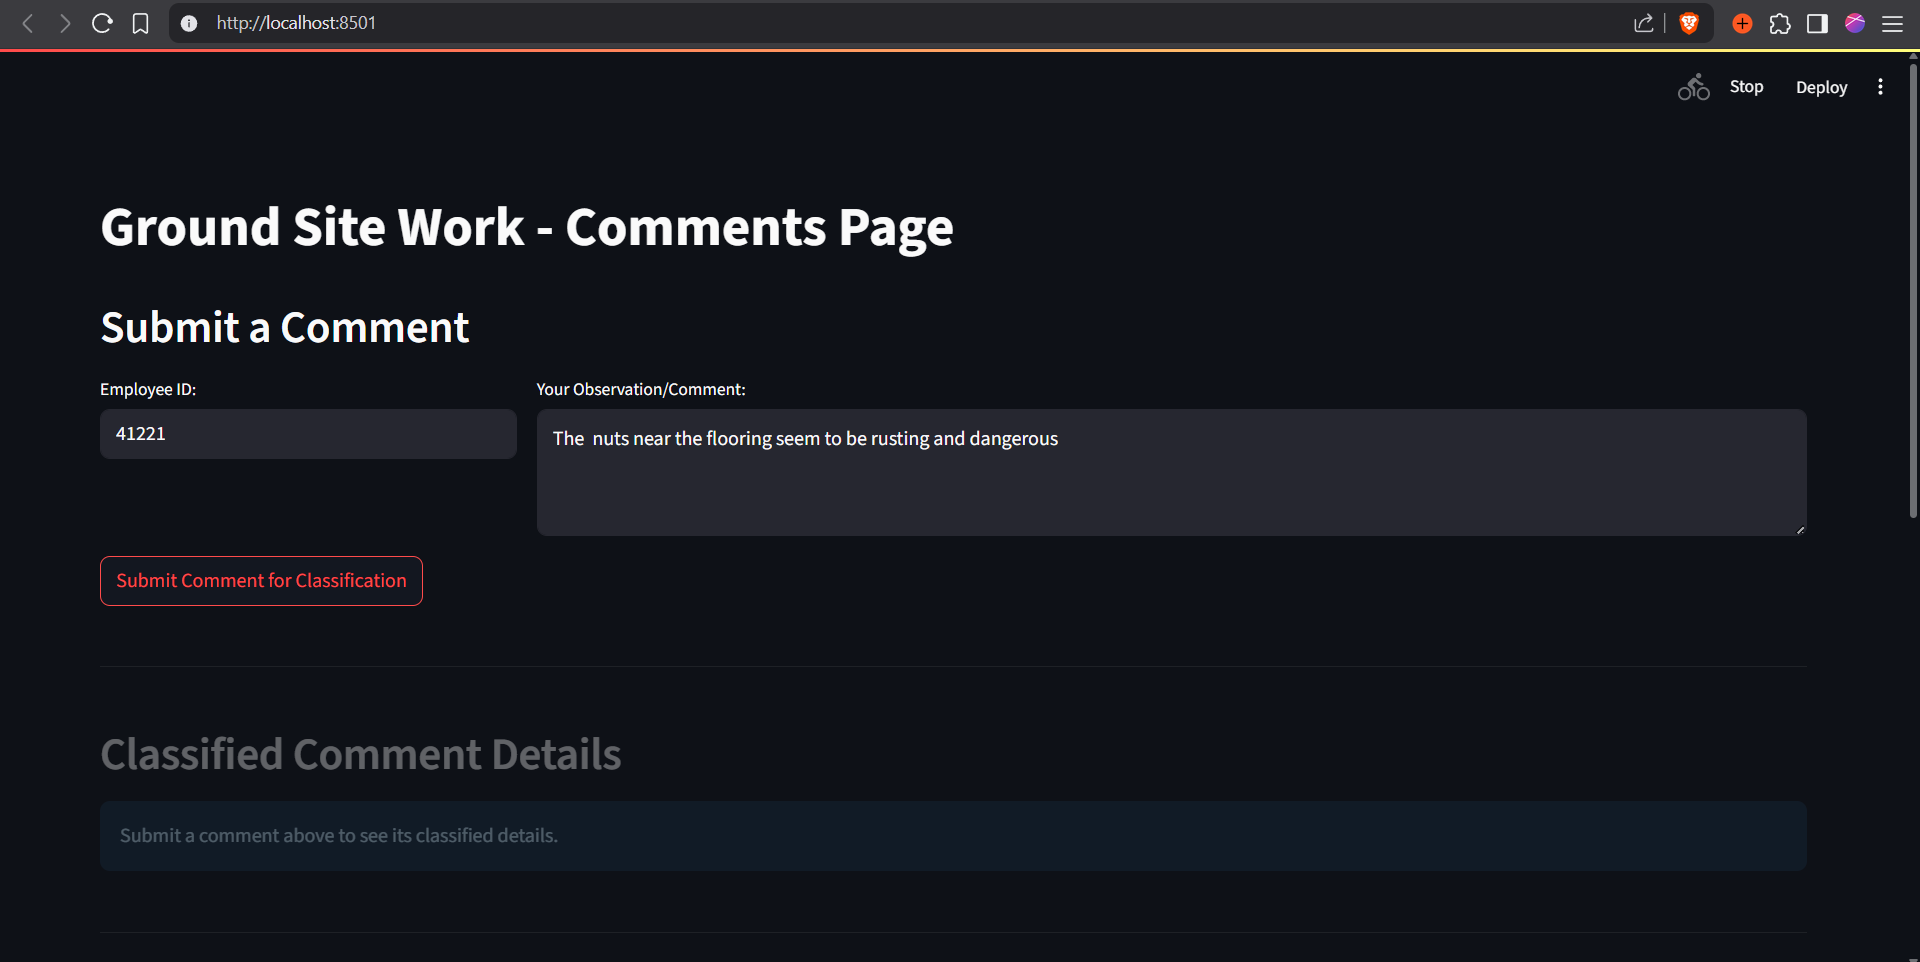 http://localhost:8501
Stop
Deploy
Ground Site Work - Comments Page
Submit a Comment
Employee ID:
Your Observation/Comment:
41221
The  nuts near the flooring seem to be rusting and dangerous
Submit Comment for Classification
Classified Comment Details
Submit a comment above to see its classified details.